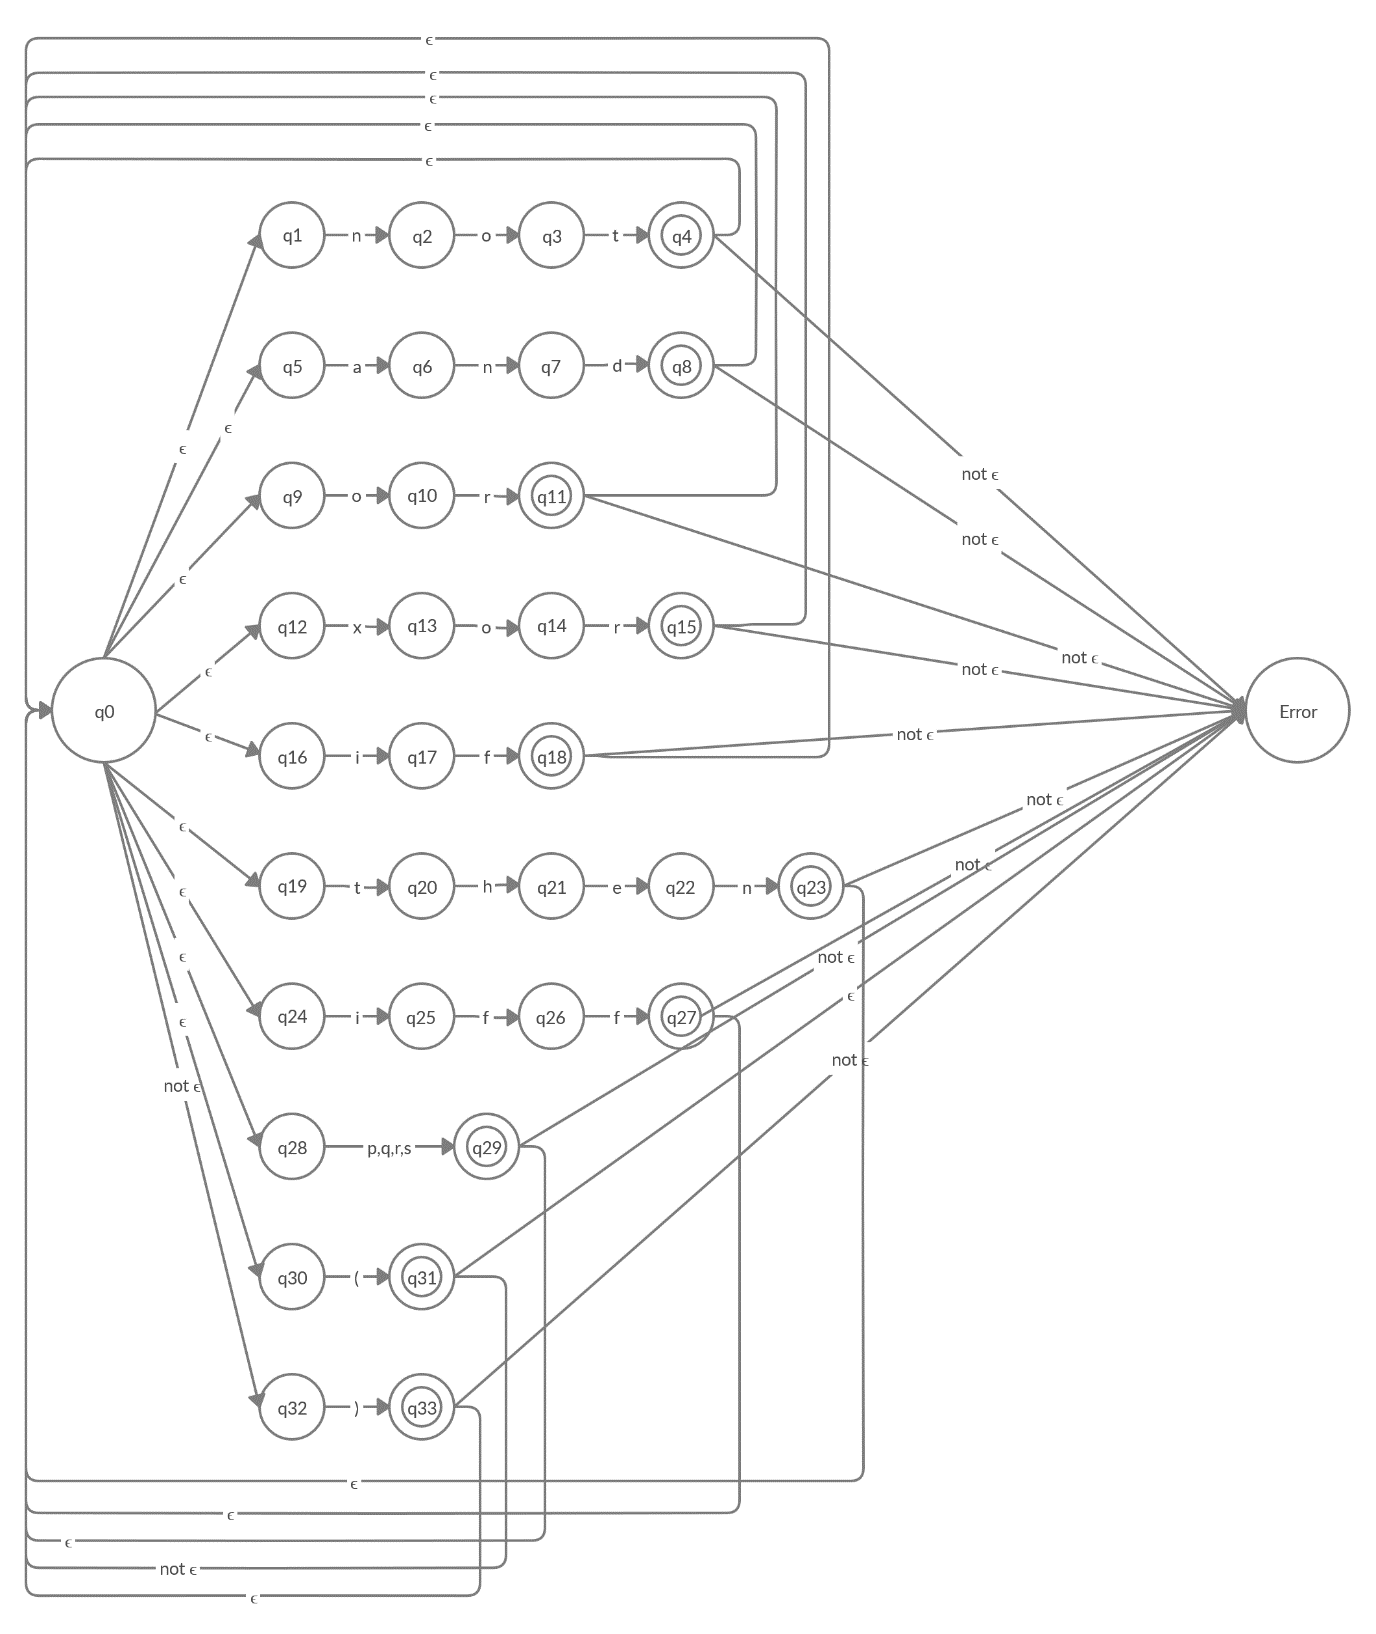 ϵ
ϵ
ϵ
ϵ
ϵ
q1 n q2 o q3 t q4
q5 a q6 n q7 d q8
ϵ
ϵ
not ϵ
q9 o q10 r q11
not ϵ
ϵ
q12 x q13 o q14 r q15
not ϵ
ϵ
not ϵ
q0
Error
ϵ
not ϵ
q16 i q17 f q18
not ϵ
ϵ
not ϵ
q19 t q20 h q21 e q22 n q23
ϵ
ϵ
not ϵ
ϵ
q24 i q25 f q26 f q27
ϵ
not ϵ
not ϵ
q28 p,q,r,s q29
q30 ( q31
q32 ) q33
ϵ
ϵ
ϵ
not ϵ
ϵ